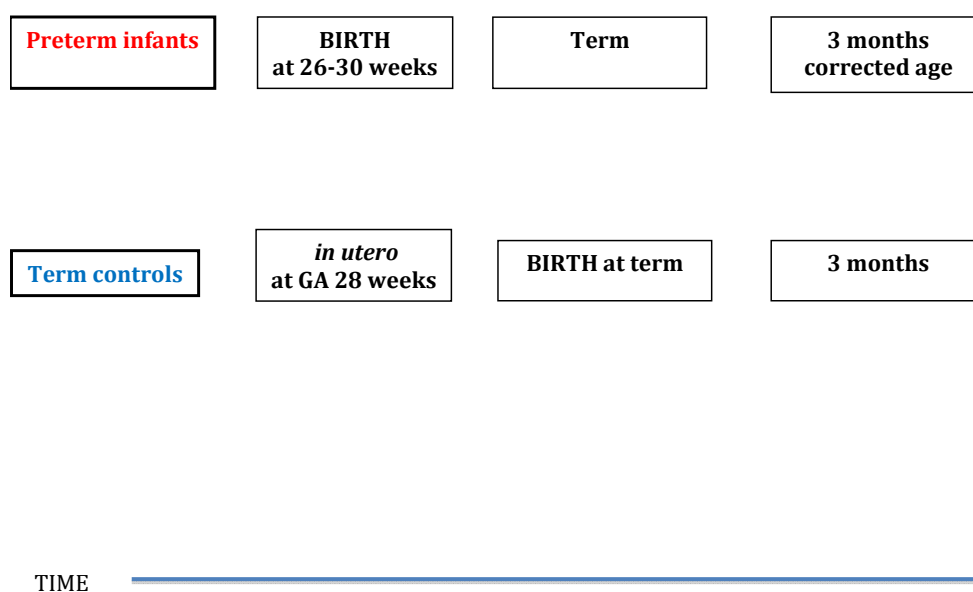 Preterm infants
BIRTH
at 26-30 weeks
Term
3 months
corrected age
Term controls
in utero
at GA 28 weeks
BIRTH at term
3 months
TIME